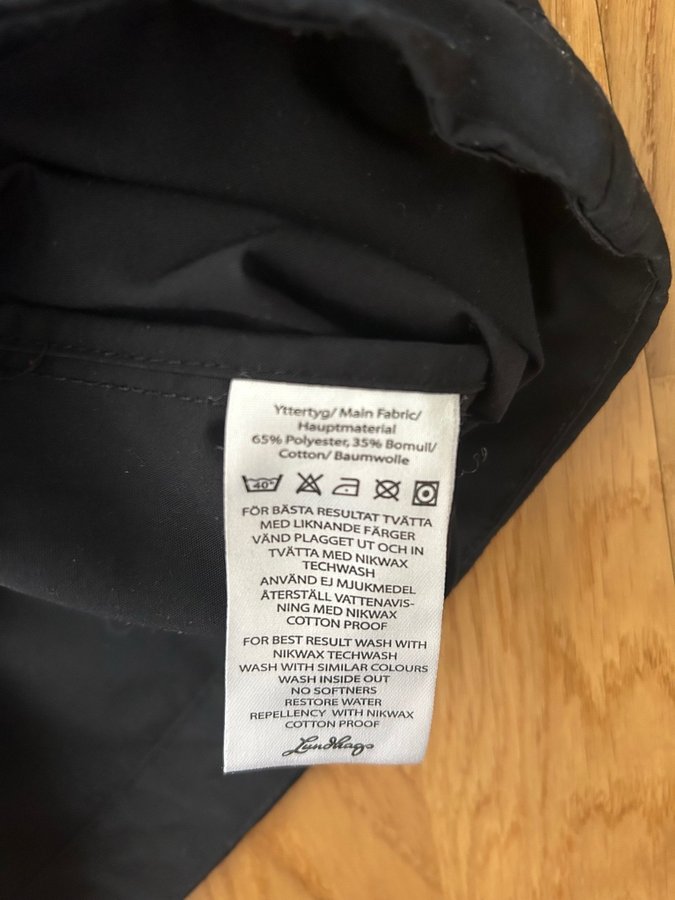 Yttertyg/ Main Fabric/
Hauptmaterial
65% Polyester, 35% Bomull/
Cotton/ Baumwolle
40°
FÖR BÄSTA RESULTAT TVÄTTA
MED LIKNANDE FÄRGER
VÄND PLAGGET UT OCH IN
TVÄTTA MED NIKWAX
TECHWASH
ANVÄND EJ MJUKMEDEL
ÅTERSTÄLL VATTENAVIS-
NING MED NIKWAX
COTTON PROOF
FOR BEST RESULT WASH WITH
NIKWAX TECHWASH
WASH WITH SIMILAR COLOURS
WASH INSIDE OUT
NO SOFTNERS
RESTORE WATER
REPELLENCY WITH NIKWAX
COTTON PROOF
Lundhags